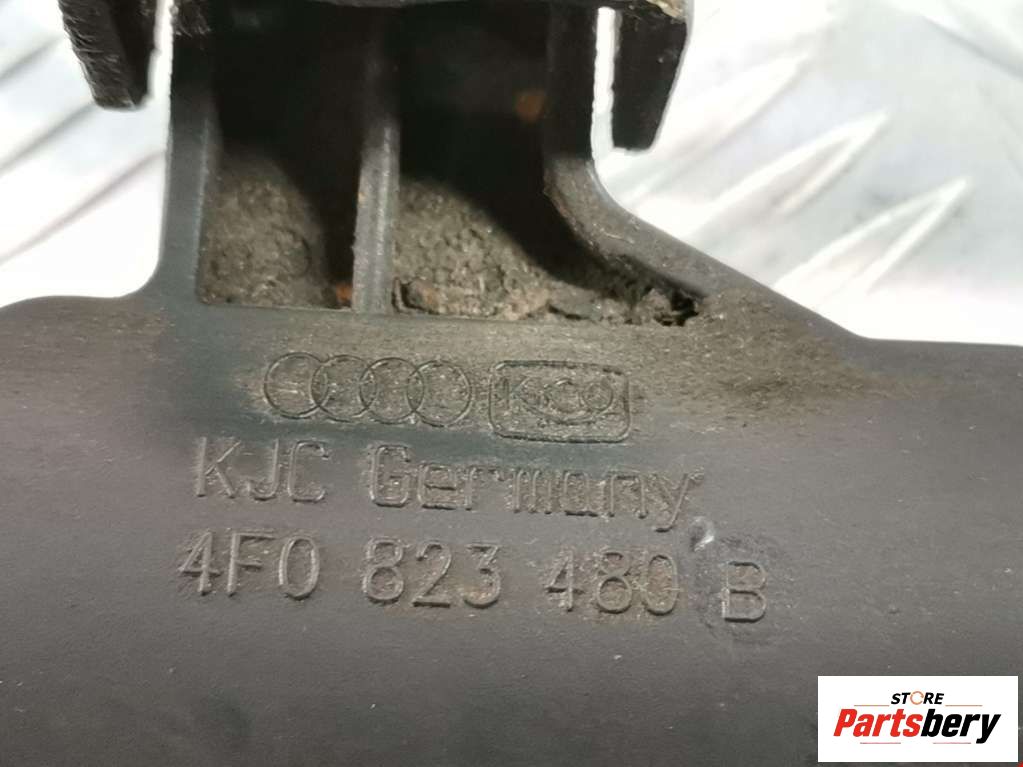 KJC Germany
4F0 823 480 B
STORE
Partsbery